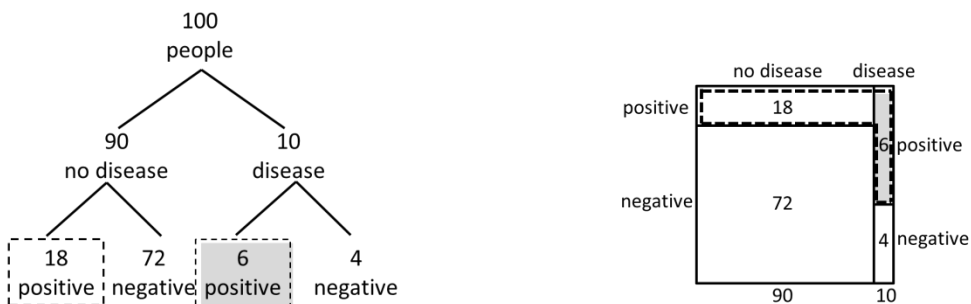 100
people
90 10
no disease disease
18 72 6 4
positive negative positive negative
no disease disease
positive 18
6 positive
negative 72
4 negative
90 10